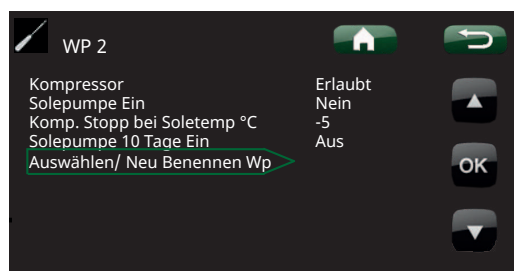 WP 2
Kompressor Erlaubt
Solepumpe Ein Nein
Komp. Stopp bei Soletemp °C -5
Solepumpe 10 Tage Ein Aus
Auswählen/ Neu Benennen Wp
OK